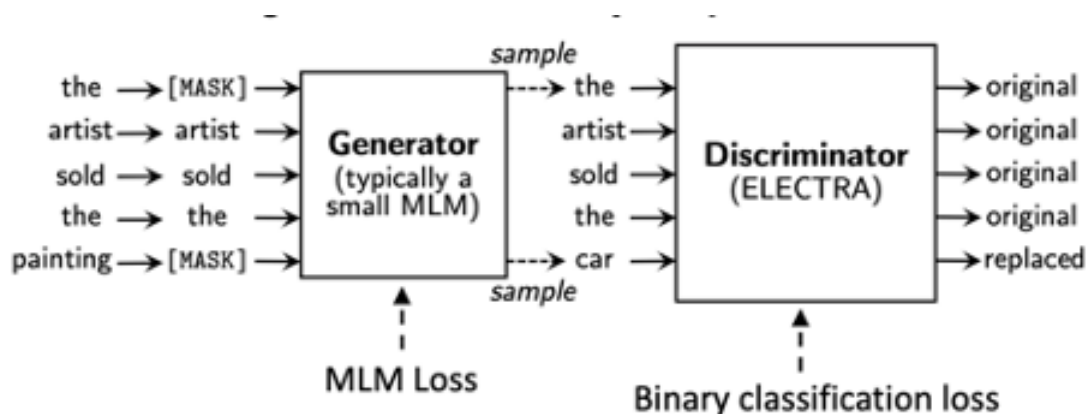 sample
the [MASK] the original
artist artist artist original
Generator
(typically a
small MLM)
Discriminator
(ELECTRA)
sold sold sold original
the the the original
painting [MASK] car replaced
sample
MLM Loss
Binary classification loss